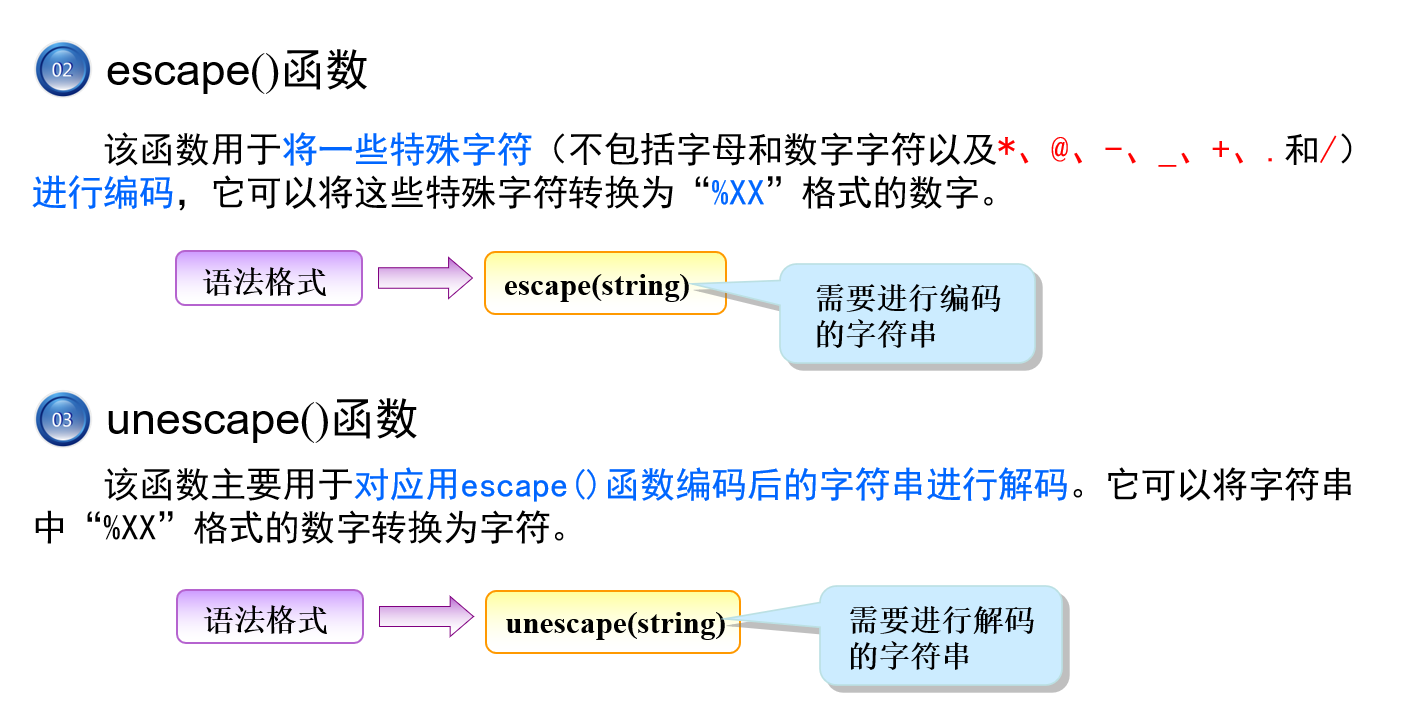 02 escape()函数
该函数用于将一些特殊字符（不包括字母和数字字符以及*、@、-、_、+、.和/）
进行编码，它可以将这些特殊字符转换为“%XX”格式的数字。
语法格式
escape(string)
需要进行编码
的字符串
03 unescape()函数
该函数主要用于对应用escape()函数编码后的字符串进行解码。它可以将字符串
中“%XX”格式的数字转换为字符。
语法格式
unescape(string)
需要进行解码
的字符串